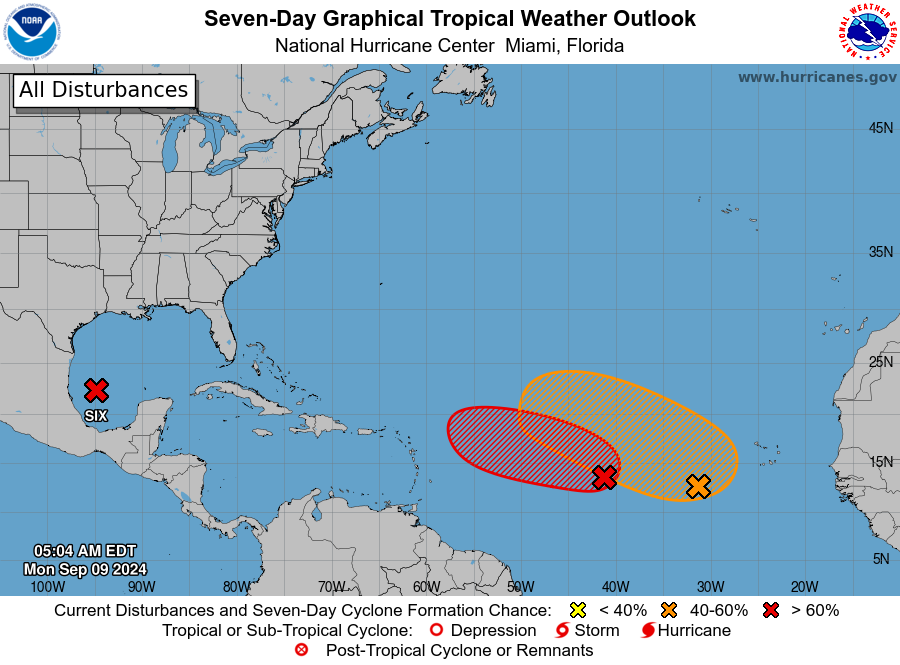 Seven-Day Graphical Tropical Weather Outlook
National Hurricane Center Miami, Florida
NOAA
NATIONAL WEATHER SERVICE
www.hurricanes.gov
All Disturbances
45N
35N
25N
SIX
15N
05:04 AM EDT
Mon Sep 09 2024
5N
100W 90W 80W 70W 60W 50W 40W 30W 20W
Current Disturbances and Seven-Day Cyclone Formation Chance: < 40% 40-60% > 60%
Tropical or Sub-Tropical Cyclone: Depression Storm Hurricane
Post-Tropical Cyclone or Remnants